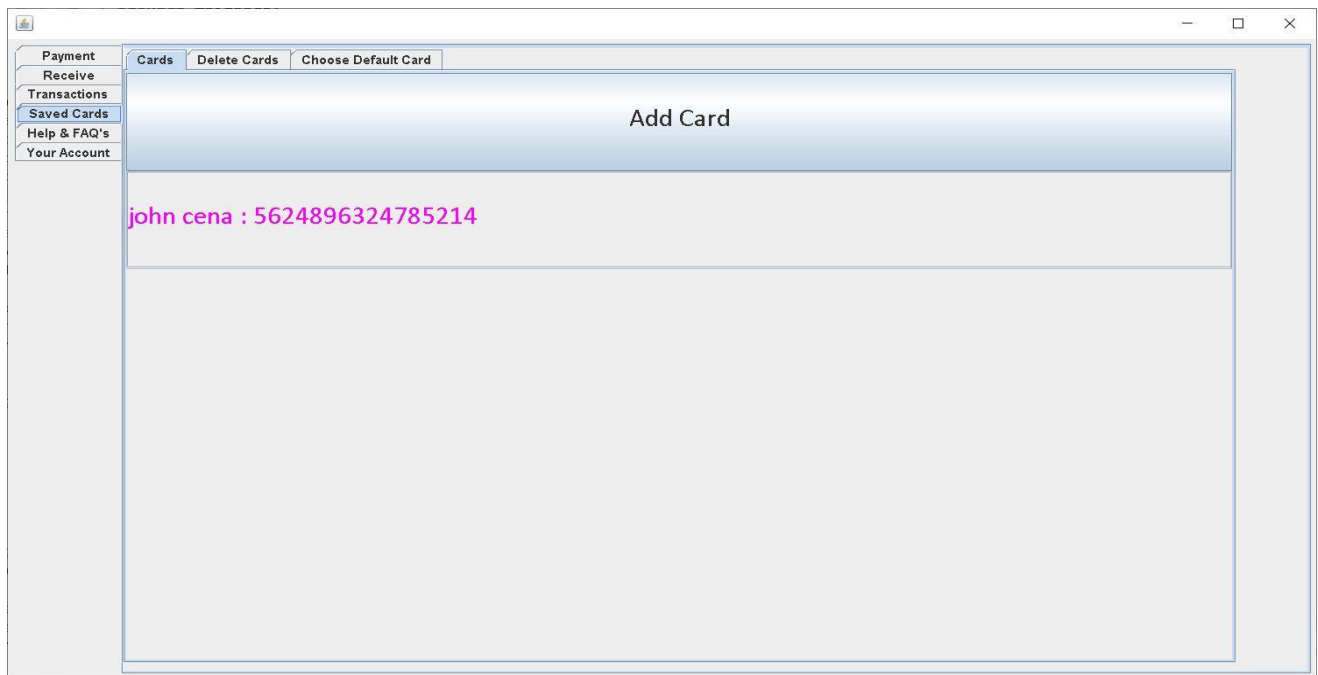 Payment
Receive
Transactions
Saved Cards
Help & FAQ's
Your Account
Cards Delete Cards Choose Default Card
Add Card
john cena : 5624896324785214